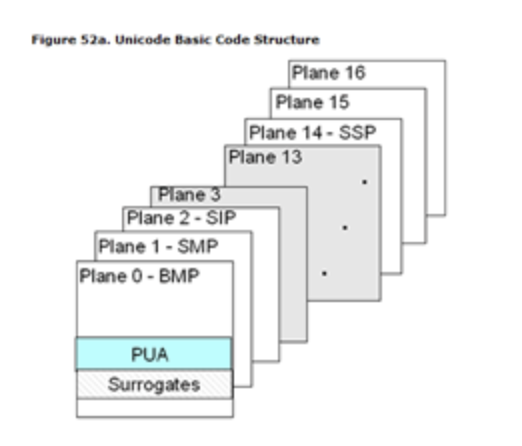 Figure 52a. Unicode Basic Code Structure
Plane 16
Plane 15
Plane 14 - SSP
Plane 13
Plane 3
Plane 2 - SIP
Plane 1 - SMP
Plane 0 - BMP
PUA
Surrogates